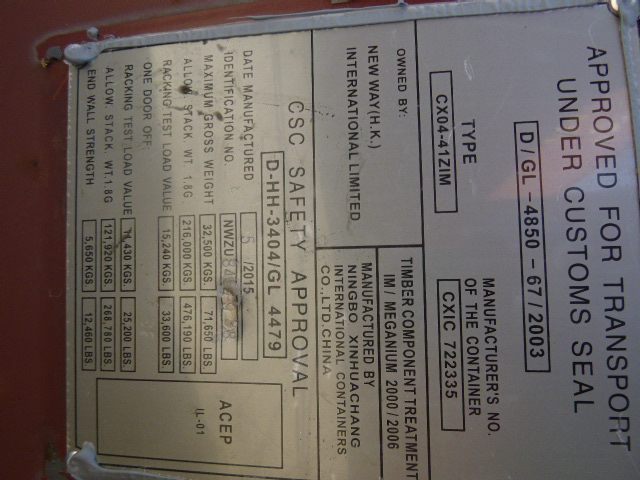 APPROVED FOR TRANSPORT
UNDER CUSTOMS SEAL
D/GL-4850-67/2003
TYPE
CX04-41ZIM
MANUFACTURER'S NO.
OF THE CONTAINER
CXIC 722335
OWNED BY:
NEW WAY(H.K.)
INTERNATIONAL LIMITED
TIMBER COMPONENT TREATMENT
IM / MEGANIUM 2000 / 2006
MANUFACTURED BY
NINGBO XINHUACHANG
INTERNATIONAL CONTAINERS
CO.,LTD,CHINA
CSC SAFETY APPROVAL
D-HH-3404/GL 4479
DATE MANUFACTURED 5 /2015
IDENTIFICATION NO. NWZU
MAXIMUM GROSS WEIGHT 32,500 KGS. 71,650 LBS.
ALLOW. STACK. WT. 1.8G 216,000 KGS. 476,190 LBS.
RACKING TEST LOAD VALUE 15,240 KGS. 33,600 LBS.
ONE DOOR OFF:
RACKING TEST LOAD VALUE 11,430 KGS. 25,200 LBS.
ALLOW. STACK. WT.1.8G 121,920 KGS. 268,780 LBS.
END WALL STRENGTH 5,650 KGS. 12,460 LBS.
ACEP
IL-01